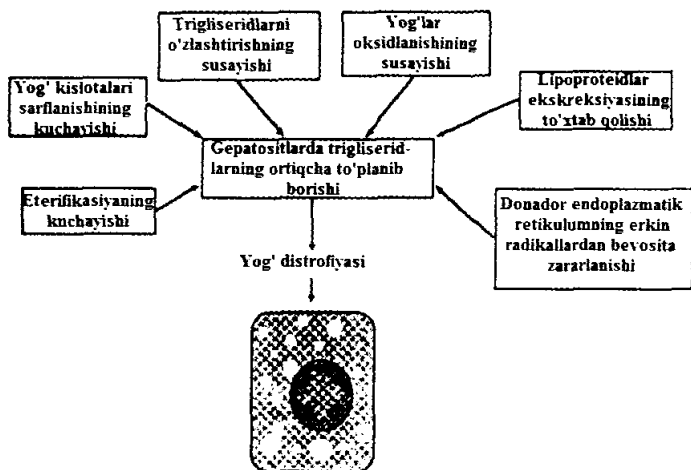 Trigliseridlarni
o'zlashtirishning
susayishi
Yog'lar
oksidlanishining
susayishi
Yog' kislotalari
sarflanishining
kuchayishi
Lipoproteidlar
ekskreksiyasining
to'xtab qolishi
Gepatositlarda trigliserid-
larning ortiqcha to'planib
borishi
Eterifikasiyaning
knchayishi
Donador endoplazmatik
retikulumning erkin
radikallardan bevosita
zararlanishi
Yog' distrofiyasi